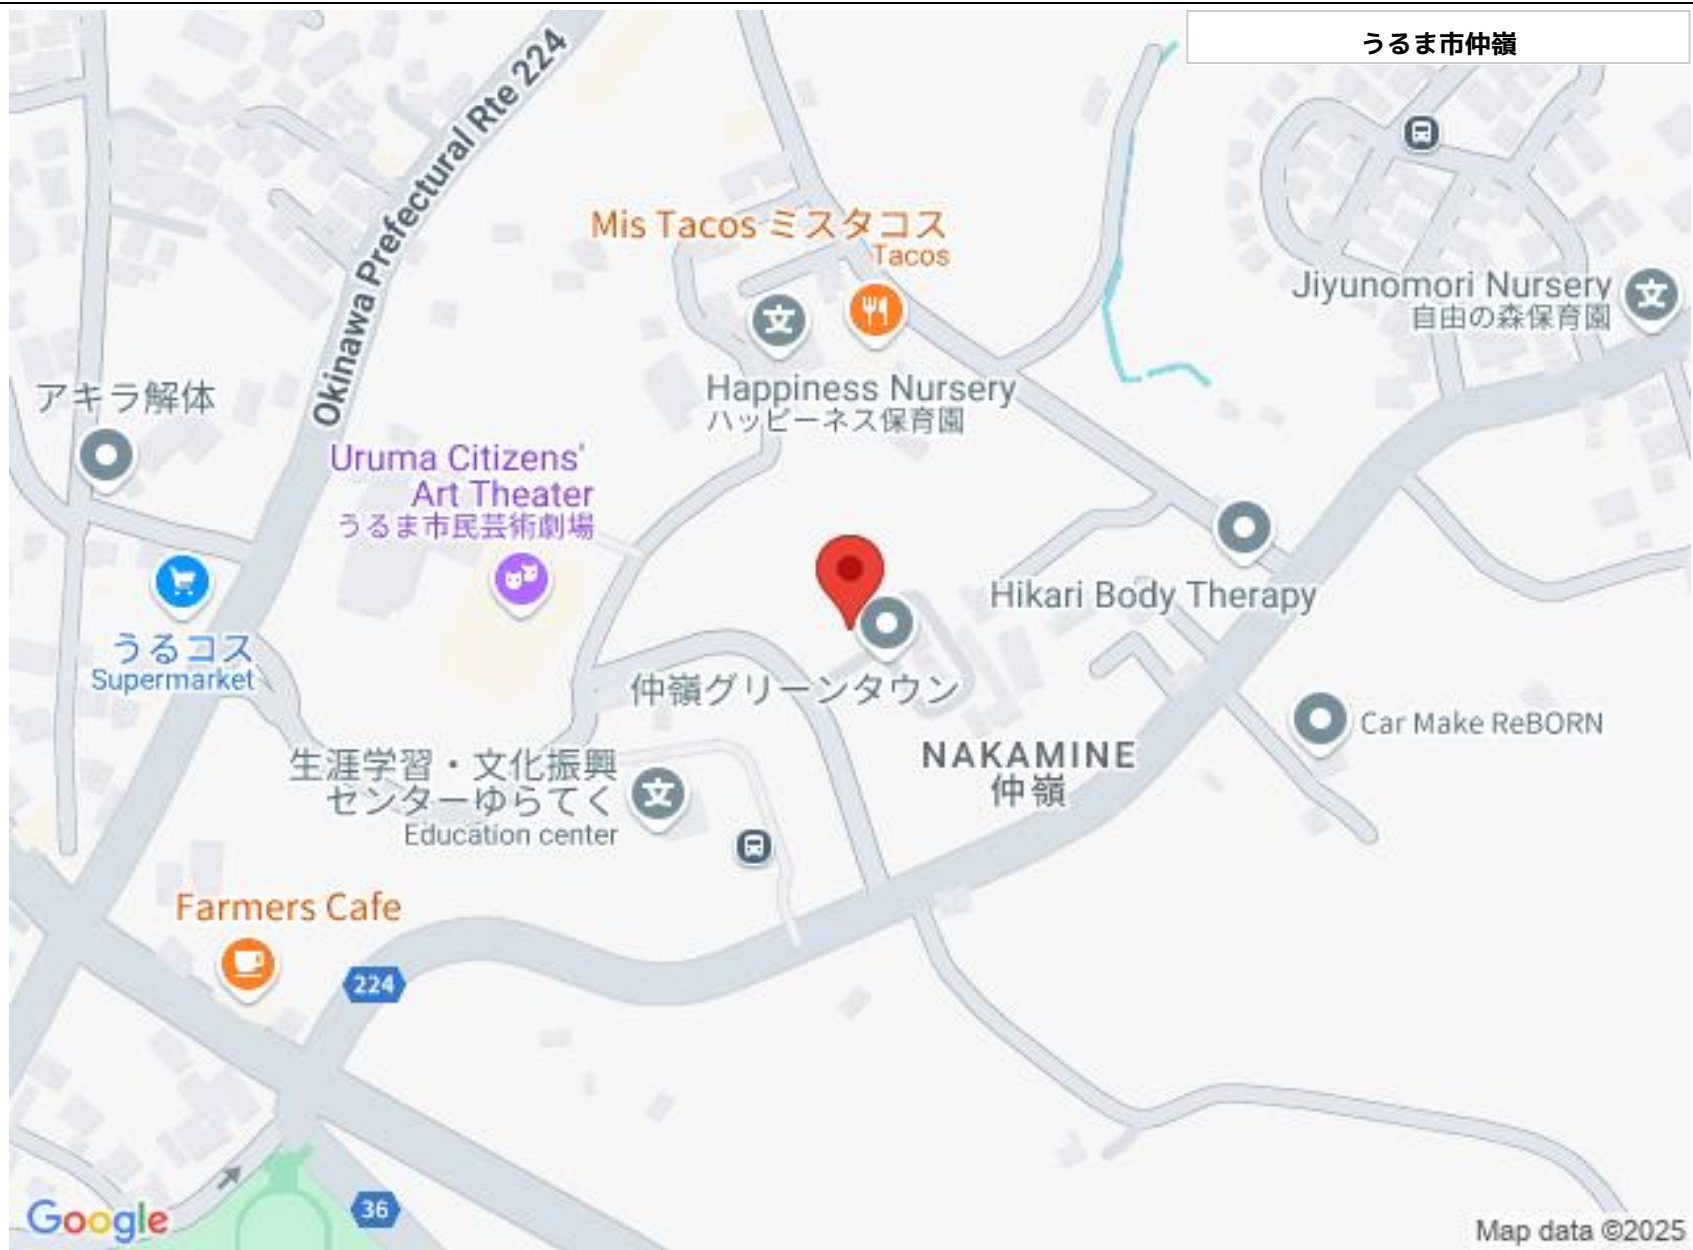 うるま市仲嶺
Okinawa Prefectural Rte 224
Mis Tacos ミスタコス
Tacos
Jiyunomori Nursery
自由の森保育園
Happiness Nursery
ハッピーネス保育園
アキラ解体
Uruma Citizens'
Art Theater
うるま市民芸術劇場
Hikari Body Therapy
うるコス
Supermarket
仲嶺グリーンタウン
Car Make ReBORN
NAKAMINE
仲嶺
生涯学習・文化振興
センターゆらてく
Education center
Farmers Cafe
224
36
Google
Map data ©2025